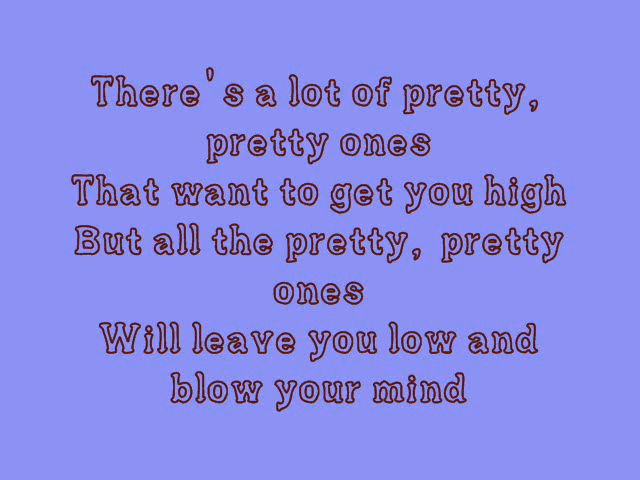 There's a lot of pretty,
pretty ones
That want to get you high
But all the pretty, pretty
ones
Will leave you low and
blow your mind